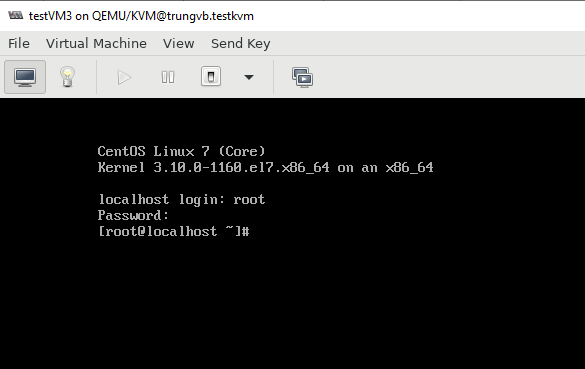 testVM3 on QEMU/KVM@trungvb.testkvm
File Virtual Machine View Send Key
CentOS Linux 7 (Core)
Kernel 3.10.0-1160.el7.x86_64 on an x86_64
localhost login: root
Password:
[root@localhost ~]#